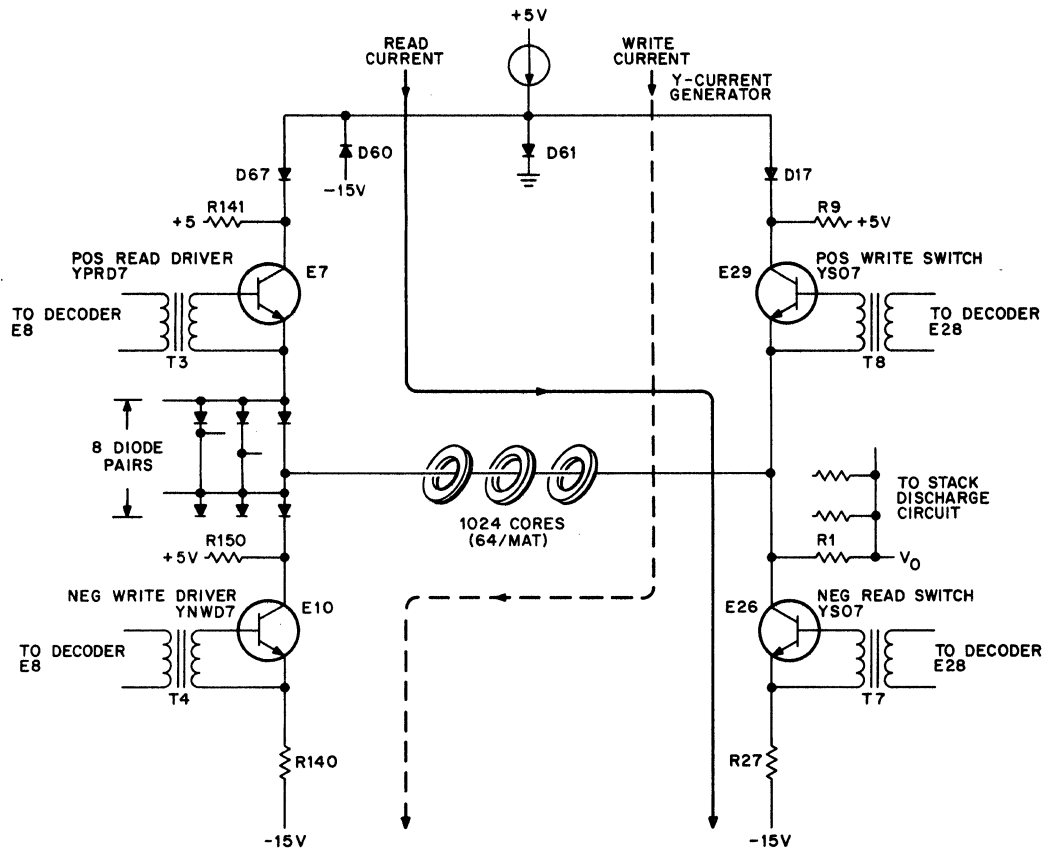 +5V
READ
CURRENT
WRITE
CURRENT
Y-CURRENT
GENERATOR
D60
D61
-15V
D67
D17
R141
+5
R9
+5V
POS READ DRIVER
YPRD7
E7
E29
POS WRITE SWITCH
YS07
TO DECODER
E8
TO DECODER
E28
T3
T8
8 DIODE
PAIRS
1024 CORES
(64/MAT)
TO STACK
DISCHARGE
CIRCUIT
R150
+5V
R1
VO
NEG WRITE DRIVER
YNWD7
E10
E26
NEG READ SWITCH
YS07
TO DECODER
E8
TO DECODER
E28
T4
T7
R140
R27
-15V
-15V